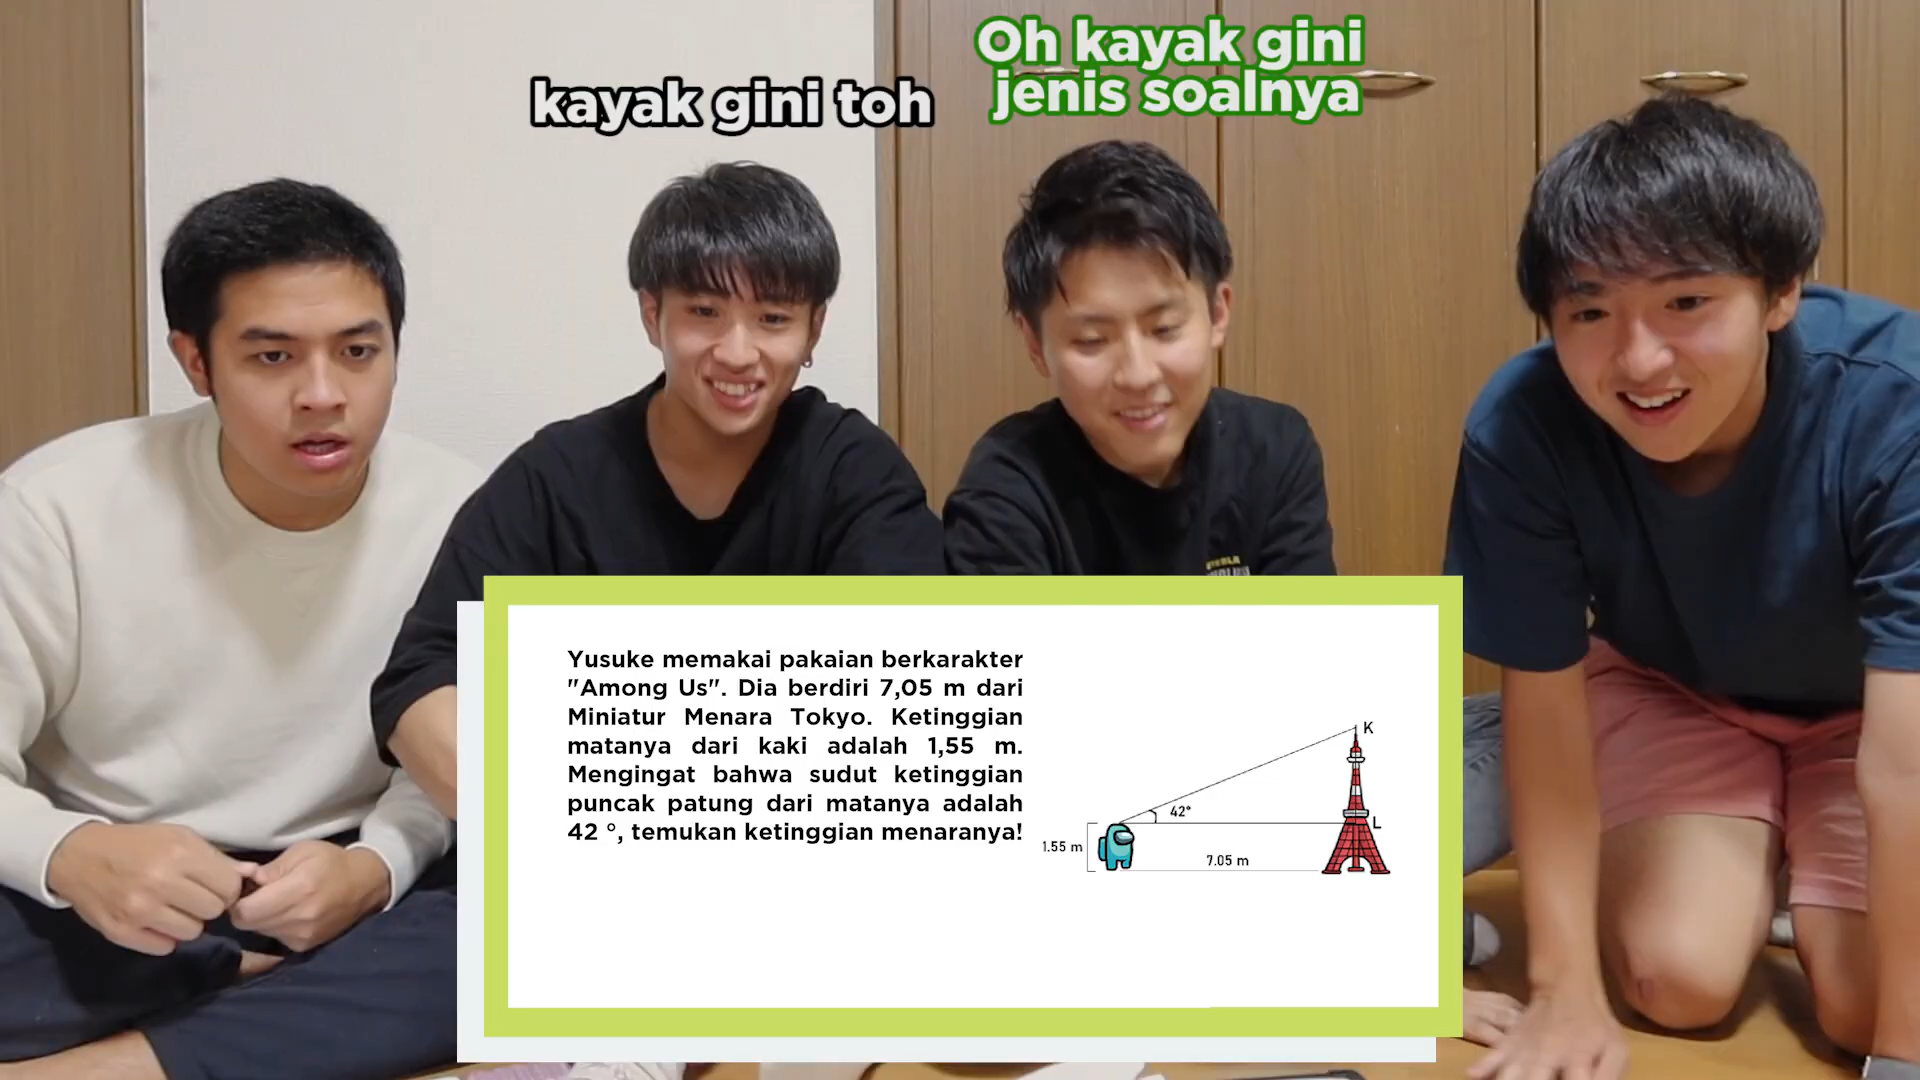 kayak gini toh
Oh kayak gini
jenis soalnya
Yusuke memakai pakaian berkarakter
"Among Us". Dia berdiri 7,05 m dari
Miniatur Menara Tokyo. Ketinggian
matanya dari kaki adalah 1,55 m.
Mengingat bahwa sudut ketinggian
puncak patung dari matanya adalah
42 °, temukan ketinggian menaranya!
K
42°
L
1.55 m
7.05 m